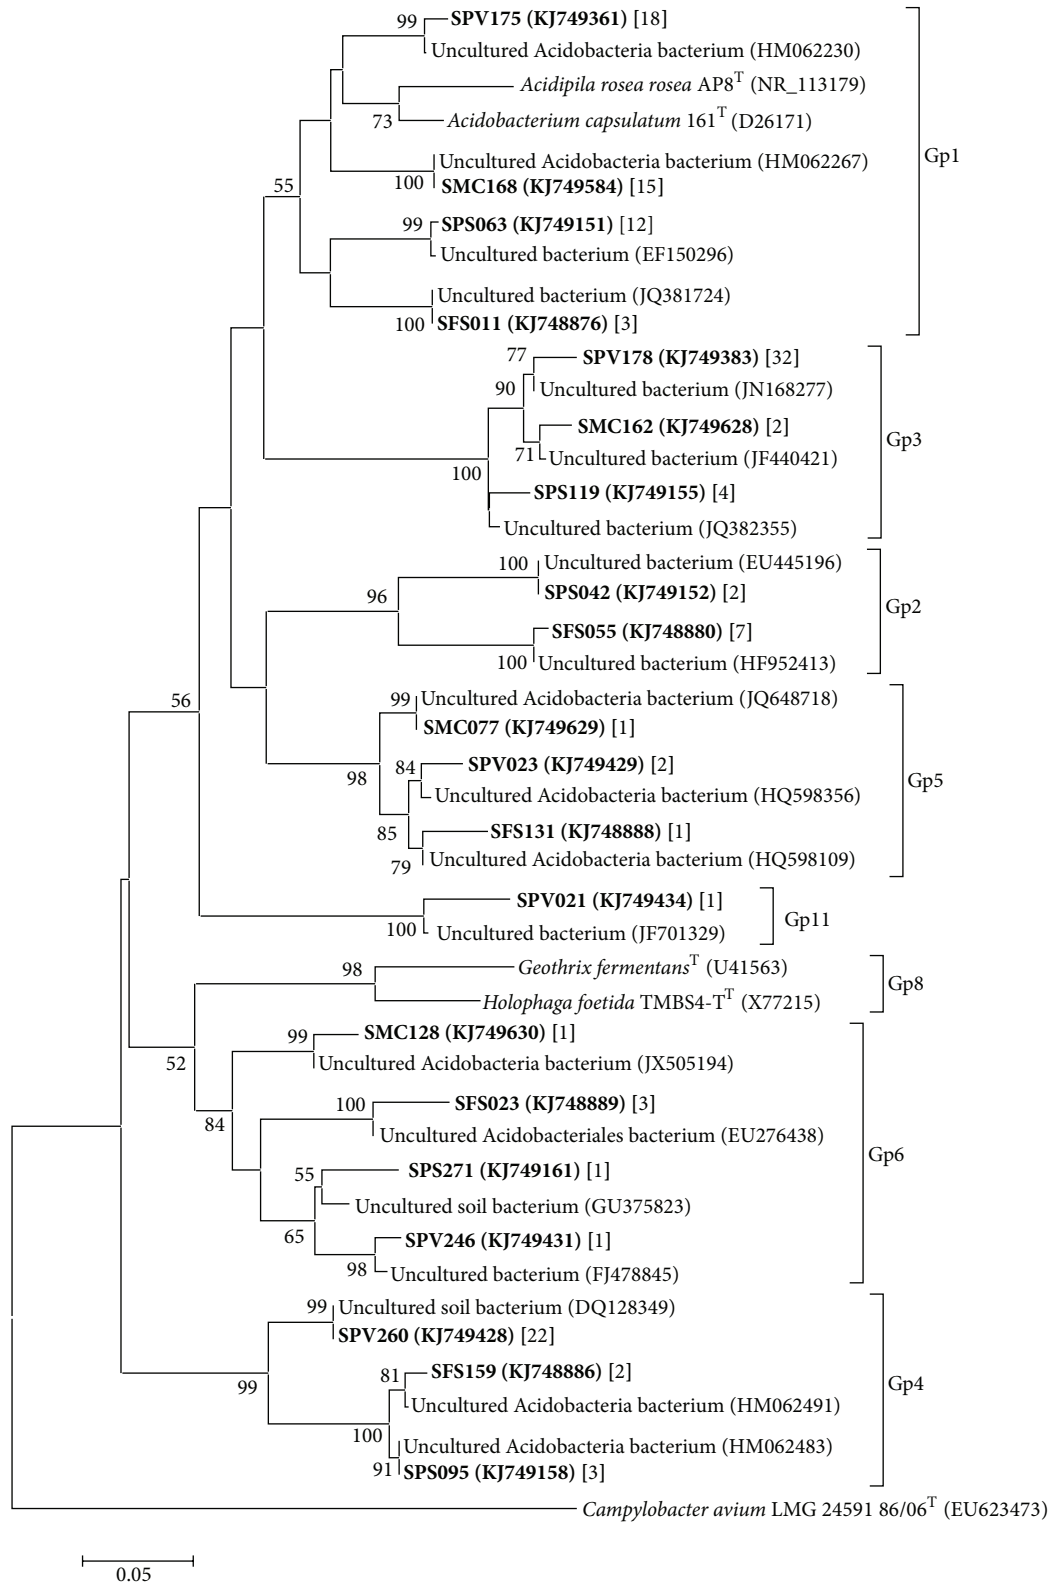 99
SPV175 (KJ749361) [18]
Uncultured Acidobacteria bacterium (HM062230)
Acidipila rosea rosea AP8T (NR_113179)
73
Acidobacterium capsulatum 161T (D26171)
Gp1
Uncultured Acidobacteria bacterium (HM062267)
100
SMC168 (KJ749584) [15]
55
99
SPS063 (KJ749151) [12]
Uncultured bacterium (EF150296)
Uncultured bacterium (JQ381724)
100
SFS011 (KJ748876) [3]
77
SPV178 (KJ749383) [32]
90
Uncultured bacterium (JN168277)
SMC162 (KJ749628) [2]
Gp3
71
Uncultured bacterium (JF440421)
100
SPS119 (KJ749155) [4]
Uncultured bacterium (JQ382355)
100
Uncultured bacterium (EU445196)
96
SPS042 (KJ749152) [2]
Gp2
SFS055 (KJ748880) [7]
100
Uncultured bacterium (HF952413)
56
99
Uncultured Acidobacteria bacterium (JQ648718)
SMC077 (KJ749629) [1]
98
84
SPV023 (KJ749429) [2]
Gp5
Uncultured Acidobacteria bacterium (HQ598356)
85
SFS131 (KJ748888) [1]
79
Uncultured Acidobacteria bacterium (HQ598109)
SPV021 (KJ749434) [1]
Gp11
100
Uncultured bacterium (JF701329)
98
Geothrix fermentansT (U41563)
Gp8
Holophaga foetida TMBS4-TT (X77215)
99
SMC128 (KJ749630) [1]
52
Uncultured Acidobacteria bacterium (JX505194)
100
SFS023 (KJ748889) [3]
84
Uncultured Acidobacteriales bacterium (EU276438)
Gp6
55
SPS271 (KJ749161) [1]
Uncultured soil bacterium (GU375823)
65
SPV246 (KJ749431) [1]
98
Uncultured bacterium (FJ478845)
99
Uncultured soil bacterium (DQ128349)
SPV260 (KJ749428) [22]
99
81
SFS159 (KJ748886) [2]
Gp4
Uncultured Acidobacteria bacterium (HM062491)
100
Uncultured Acidobacteria bacterium (HM062483)
91
SPS095 (KJ749158) [3]
Campylobacter avium LMG 24591 86/06T (EU623473)
0.05